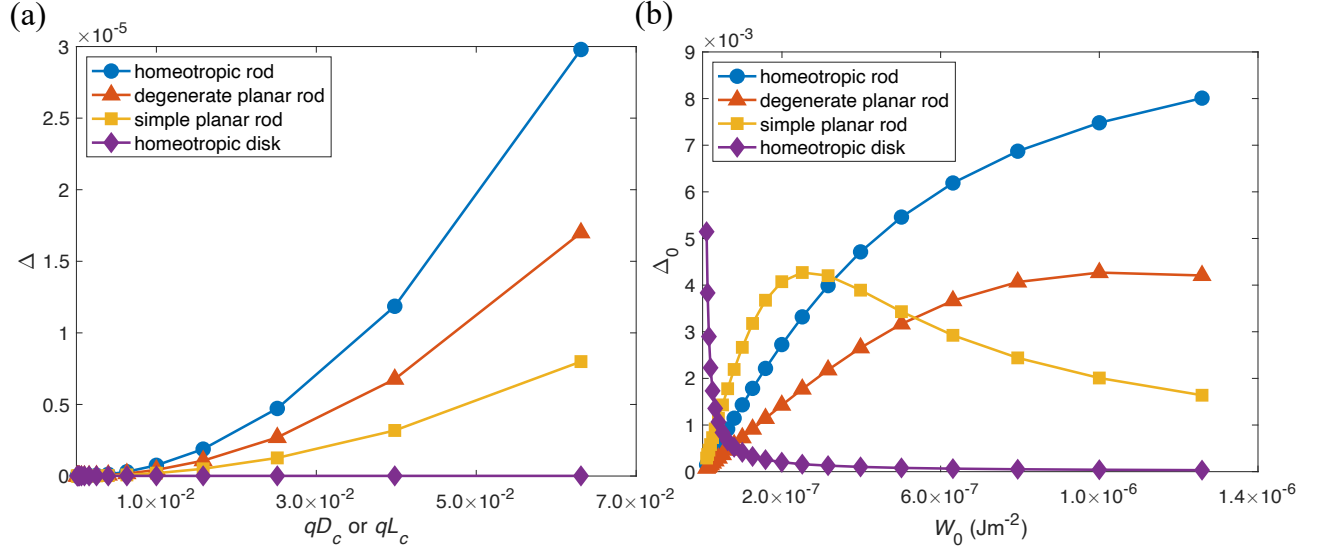 (a)
×10⁻⁵
3
2.5
2
1.5
1
0.5
0
Δ
homeotropic rod
degenerate planar rod
simple planar rod
homeotropic disk
1.0×10⁻² 3.0×10⁻² 5.0×10⁻² 7.0×10⁻²
qD_c or qL_c
(b)
×10⁻³
9
8
7
6
5
4
3
2
1
0
Δ₀
homeotropic rod
degenerate planar rod
simple planar rod
homeotropic disk
2.0×10⁻⁷ 6.0×10⁻⁷ 1.0×10⁻⁶ 1.4×10⁻⁶
W₀ (Jm⁻²)